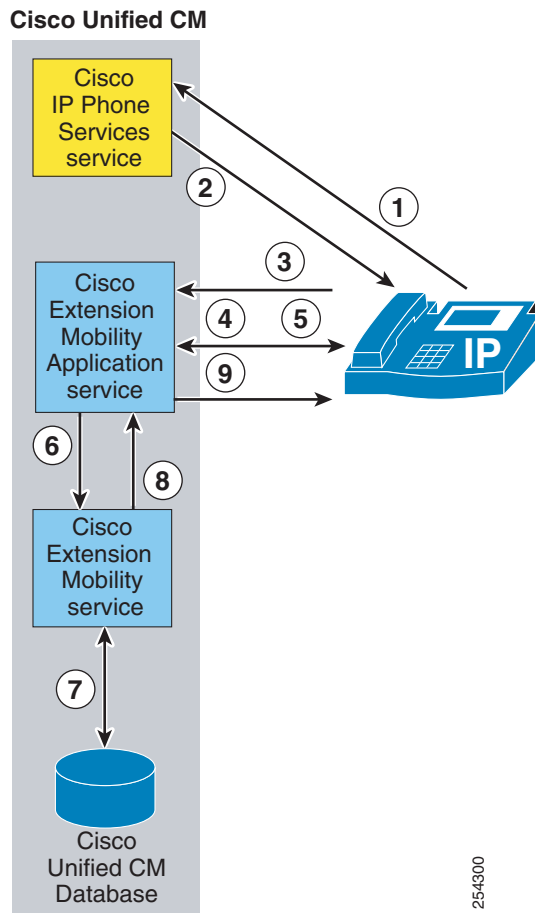 Cisco Unified CM
Cisco
IP Phone
Services
service
2
1
Cisco
Extension
Mobility
Application
service
3
4
5
9
IP
6
8
Cisco
Extension
Mobility
service
7
Cisco
Unified CM
Database
254300